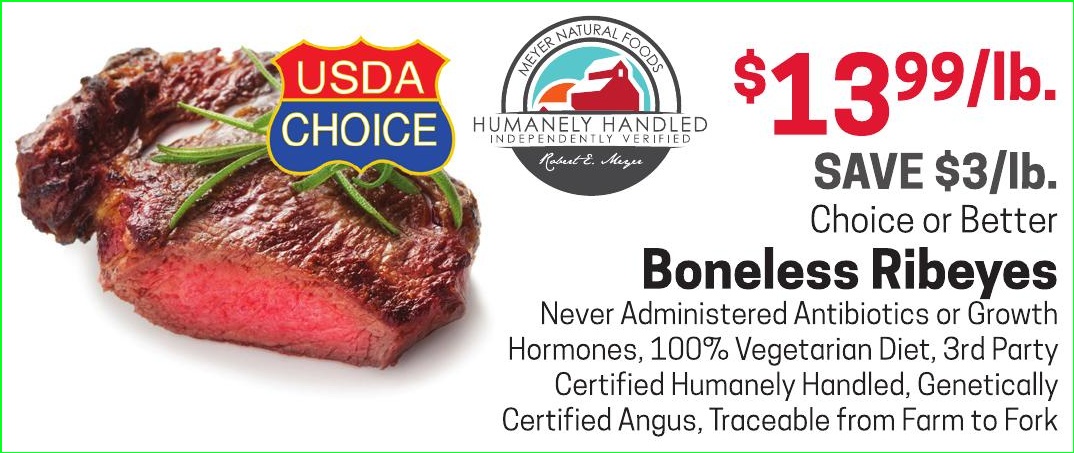 USDA
CHOICE
MEYER NATURAL FOODS
HUMANELY HANDLED
INDEPENDENTLY VERIFIED
Robert E. Meyer
$13 99/lb.
SAVE $3/lb.
Choice or Better
Boneless Ribeyes
Never Administered Antibiotics or Growth
Hormones, 100% Vegetarian Diet, 3rd Party
Certified Humanely Handled, Genetically
Certified Angus, Traceable from Farm to Fork